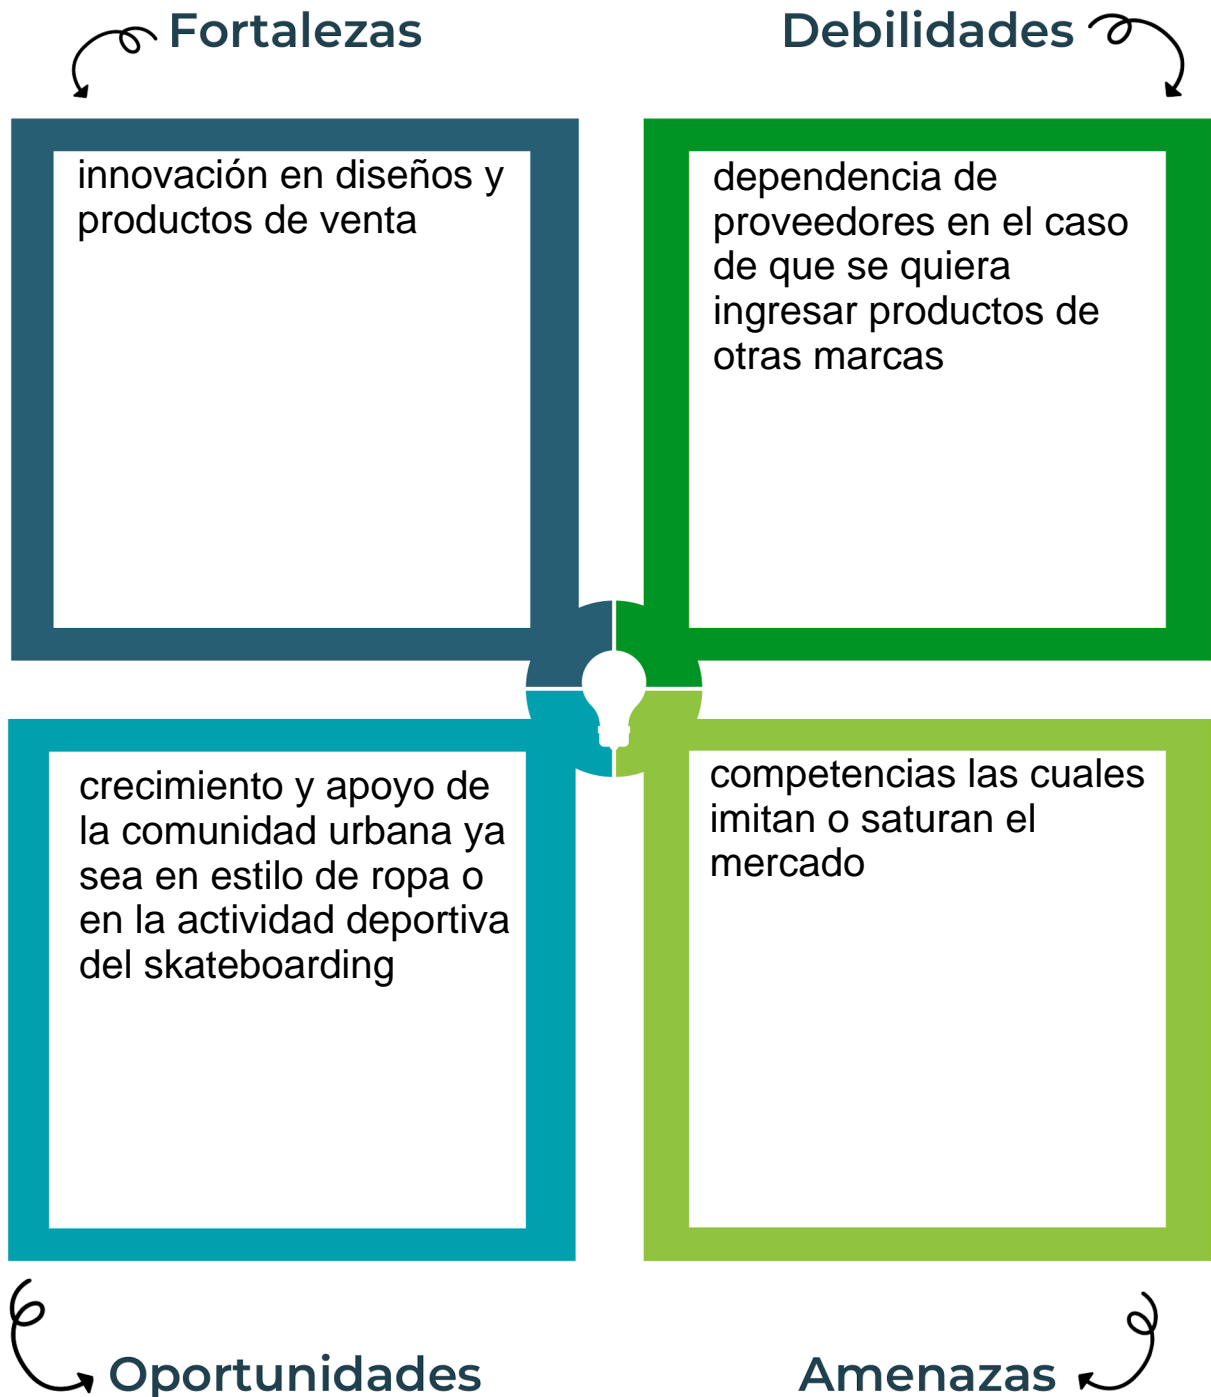 Fortalezas
innovación en diseños y
productos de venta
Debilidades
dependencia de
proveedores en el caso
de que se quiera
ingresar productos de
otras marcas
crecimiento y apoyo de
la comunidad urbana ya
sea en estilo de ropa o
en la actividad deportiva
del skateboarding
Oportunidades
competencias las cuales
imitan o saturan el
mercado
Amenazas